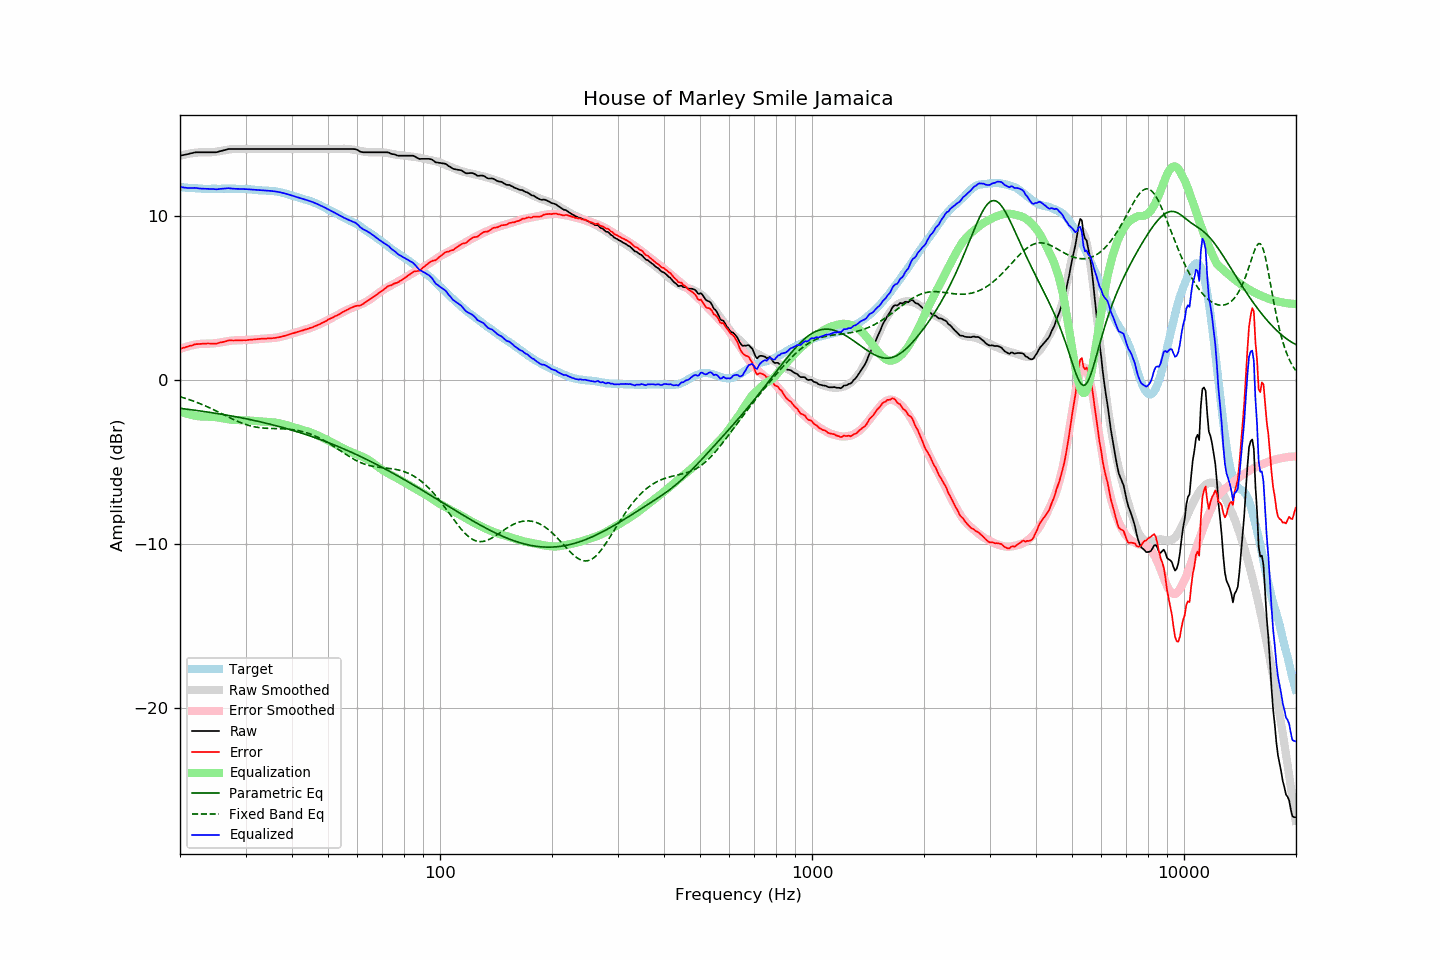 House of Marley Smile Jamaica
10
0
−10
−20
Amplitude (dBr)
Target
Raw Smoothed
Error Smoothed
Raw
Error
Equalization
Parametric Eq
Fixed Band Eq
Equalized
100
1000
10000
Frequency (Hz)